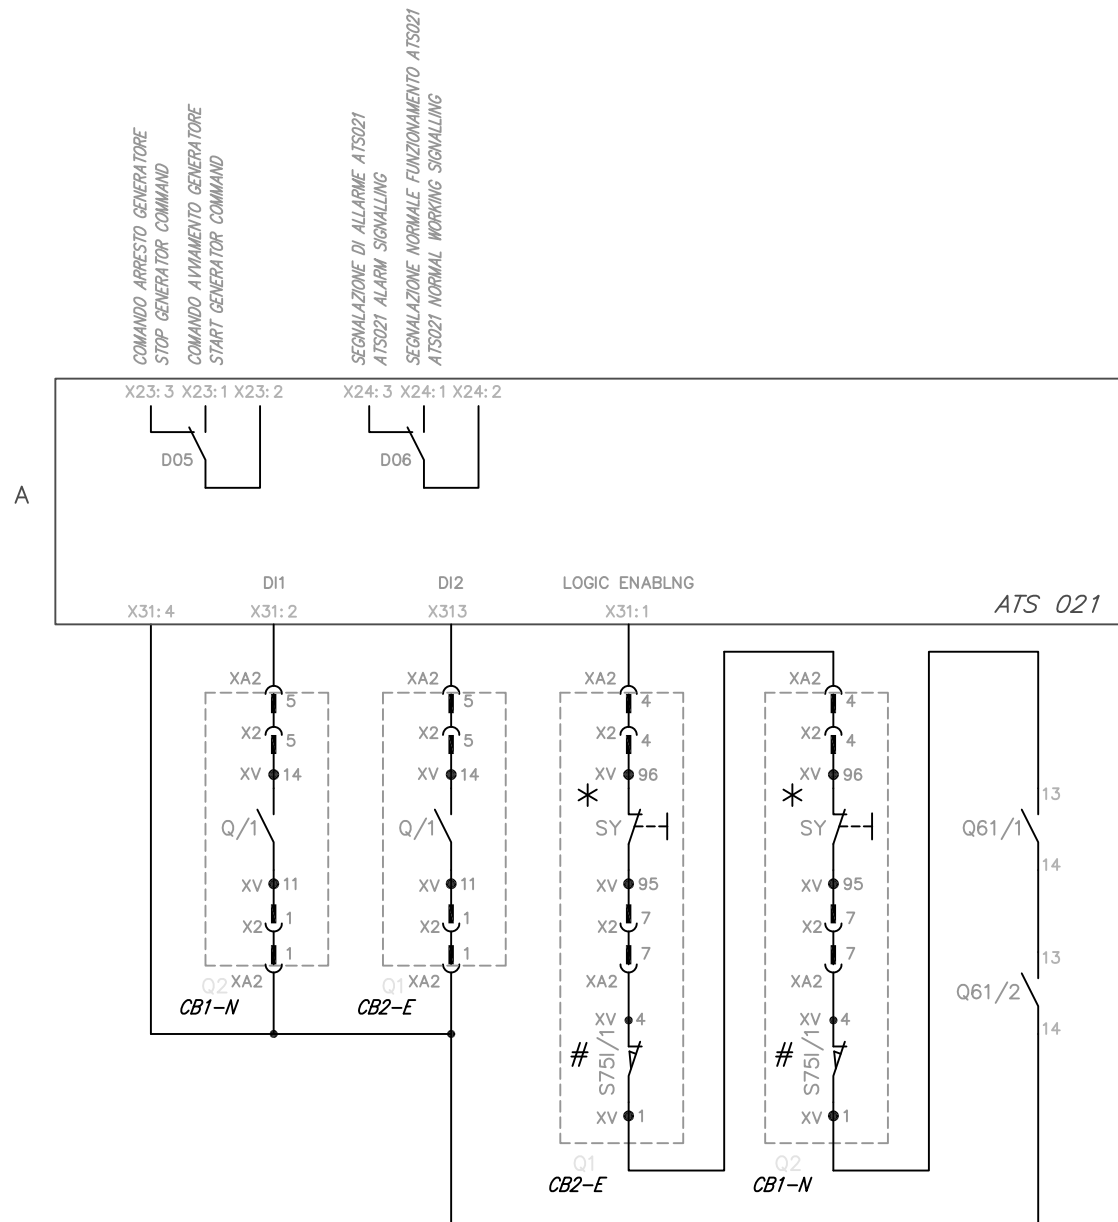 COMANDO ARRESTO GENERATORE
STOP GENERATOR COMMAND
COMANDO AVVIAMENTO GENERATORE
START GENERATOR COMMAND
SEGNALAZIONE DI ALLARME ATS021
ATS021 ALARM SIGNALLING
SEGNALAZIONE NORMALE FUNZIONAMENTO ATS021
ATS021 NORMAL WORKING SIGNALLING
X23:3 X23:1 X23:2
X24:3 X24:1 X24:2
DO5
DO6
A
DI1
DI2
LOGIC ENABLNG
X31:4
X31:2
X313
X31:1
ATS 021
XA2 5
XA2 5
XA2 4
XA2 4
X2 5
X2 5
X2 4
X2 4
XV 14
XV 14
XV 96
XV 96
*
*
13
Q/1
Q/1
SY
SY
Q61/1
14
XV 11
XV 11
XV 95
XV 95
X2 1
X2 1
X2 7
X2 7
1
1
7
7
13
Q2 XA2
Q1 XA2
XA2
XA2
Q61/2
CB1-N
CB2-E
XV 4
XV 4
14
# S75I/1
# S75I/1
XV 1
XV 1
Q1
Q2
CB2-E
CB1-N